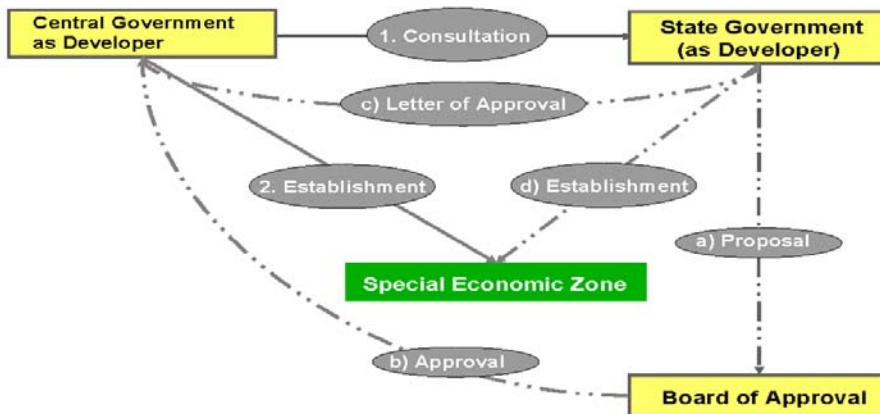 Central Government
as Developer
1. Consultation
State Government
(as Developer)
c) Letter of Approval
2. Establishment
d) Establishment
a) Proposal
Special Economic Zone
b) Approval
Board of Approval